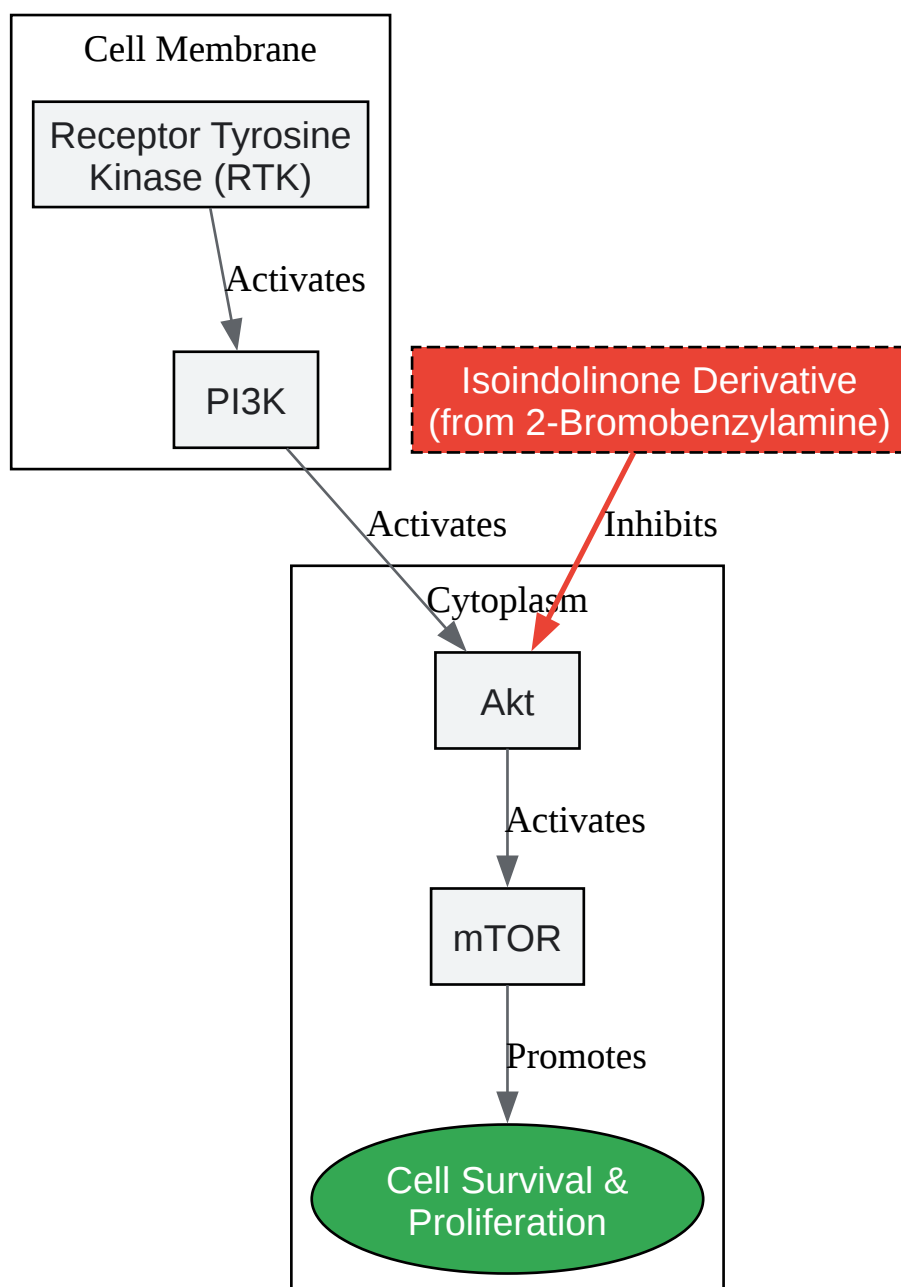 Cell Membrane
Receptor Tyrosine
Kinase (RTK)
Activates
PI3K
Isoindolinone Derivative
(from 2-Bromobenzylamine)
Activates
Inhibits
Cytoplasm
Akt
Activates
mTOR
Promotes
Cell Survival &
Proliferation